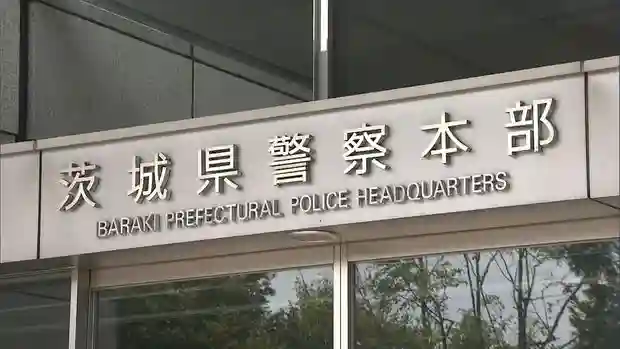 茨城県警察本部
BARAKI PREFECTURAL POLICE HEADQUARTERS